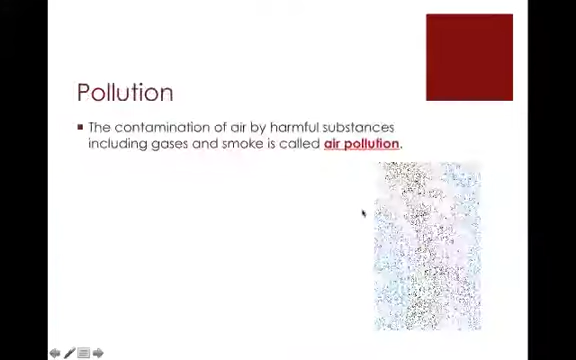 Pollution
The contamination of air by harmful substances
including gases and smoke is called air pollution.